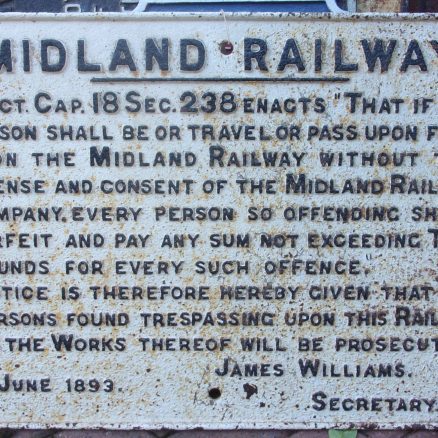 MIDLAND RAILWAY
CT. CAP. 18 SEC. 238 ENACTS "THAT IF
SON SHALL BE OR TRAVEL OR PASS UPON F
ON THE MIDLAND RAILWAY WITHOUT
ENSE AND CONSENT OF THE MIDLAND RAIL
OMPANY, EVERY PERSON SO OFFENDING SH
RFEIT AND PAY ANY SUM NOT EXCEEDING T
UNDS FOR EVERY SUCH OFFENCE."
TICE IS THEREFORE HEREBY GIVEN THAT
ERSONS FOUND TRESPASSING UPON THIS RAIL
THE WORKS THEREOF WILL BE PROSECUT
JAMES WILLIAMS.
JUNE 1893.
SECRETARY